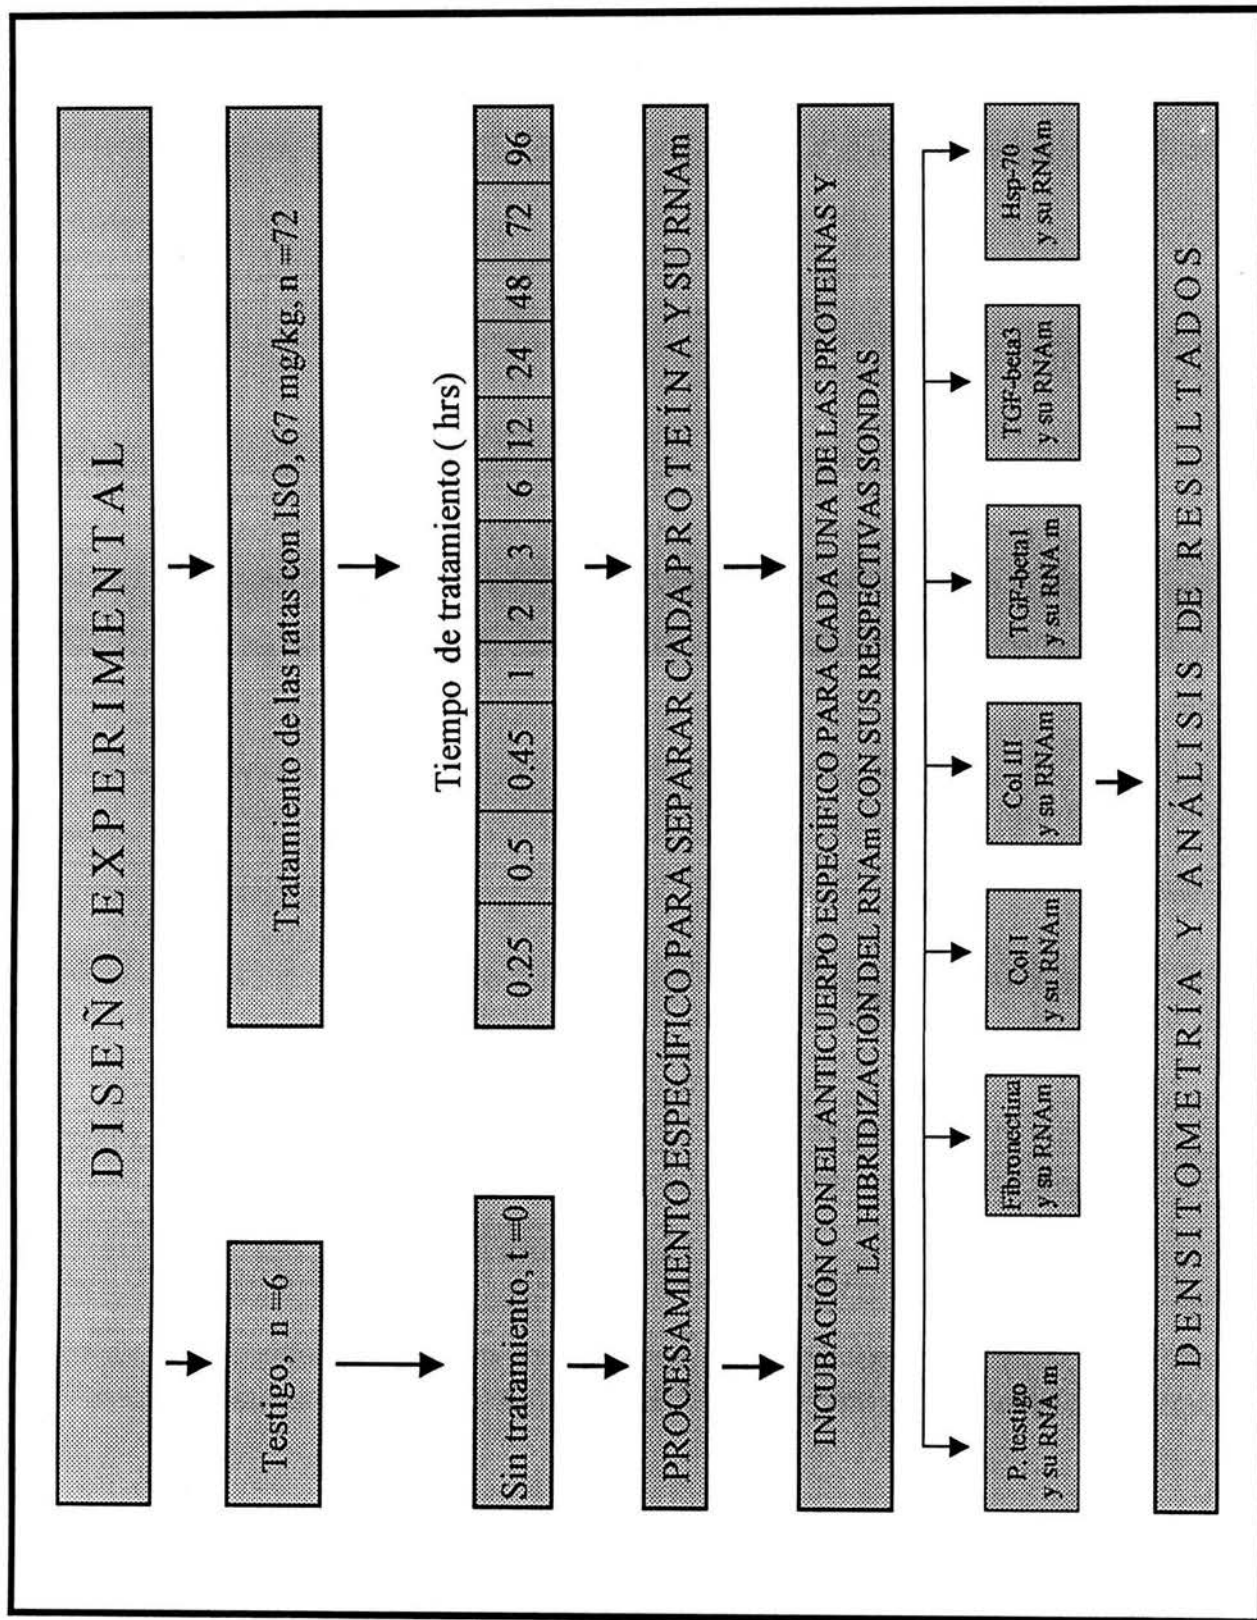 DISEÑO EXPERIMENTAL
Testigo, n =6
Tratamiento de las ratas con ISO, 67 mg/kg, n =72
Tiempo de tratamiento ( hrs)
Sin tratamiento, t =0
0.25 0.5 0.45 1 2 3 6 12 24 48 72 96
PROCESAMIENTO ESPECÍFICO PARA SEPARAR CADA PROTEÍNA Y SU RNAm
INCUBACIÓN CON EL ANTICUERPO ESPECÍFICO PARA CADA UNA DE LAS PROTEÍNAS Y
LA HIBRIDIZACIÓN DEL RNAm CON SUS RESPECTIVAS SONDAS
P. testigo
y su RNA m
Fibronectina
y su RNAm
Col I
y su RNAm
Col III
y su RNAm
TGF-beta1
y su RNA m
TGF-beta3
y su RNAm
Hsp-70
y su RNAm
DENSITOMETRÍA Y ANÁLISIS DE RESULTADOS